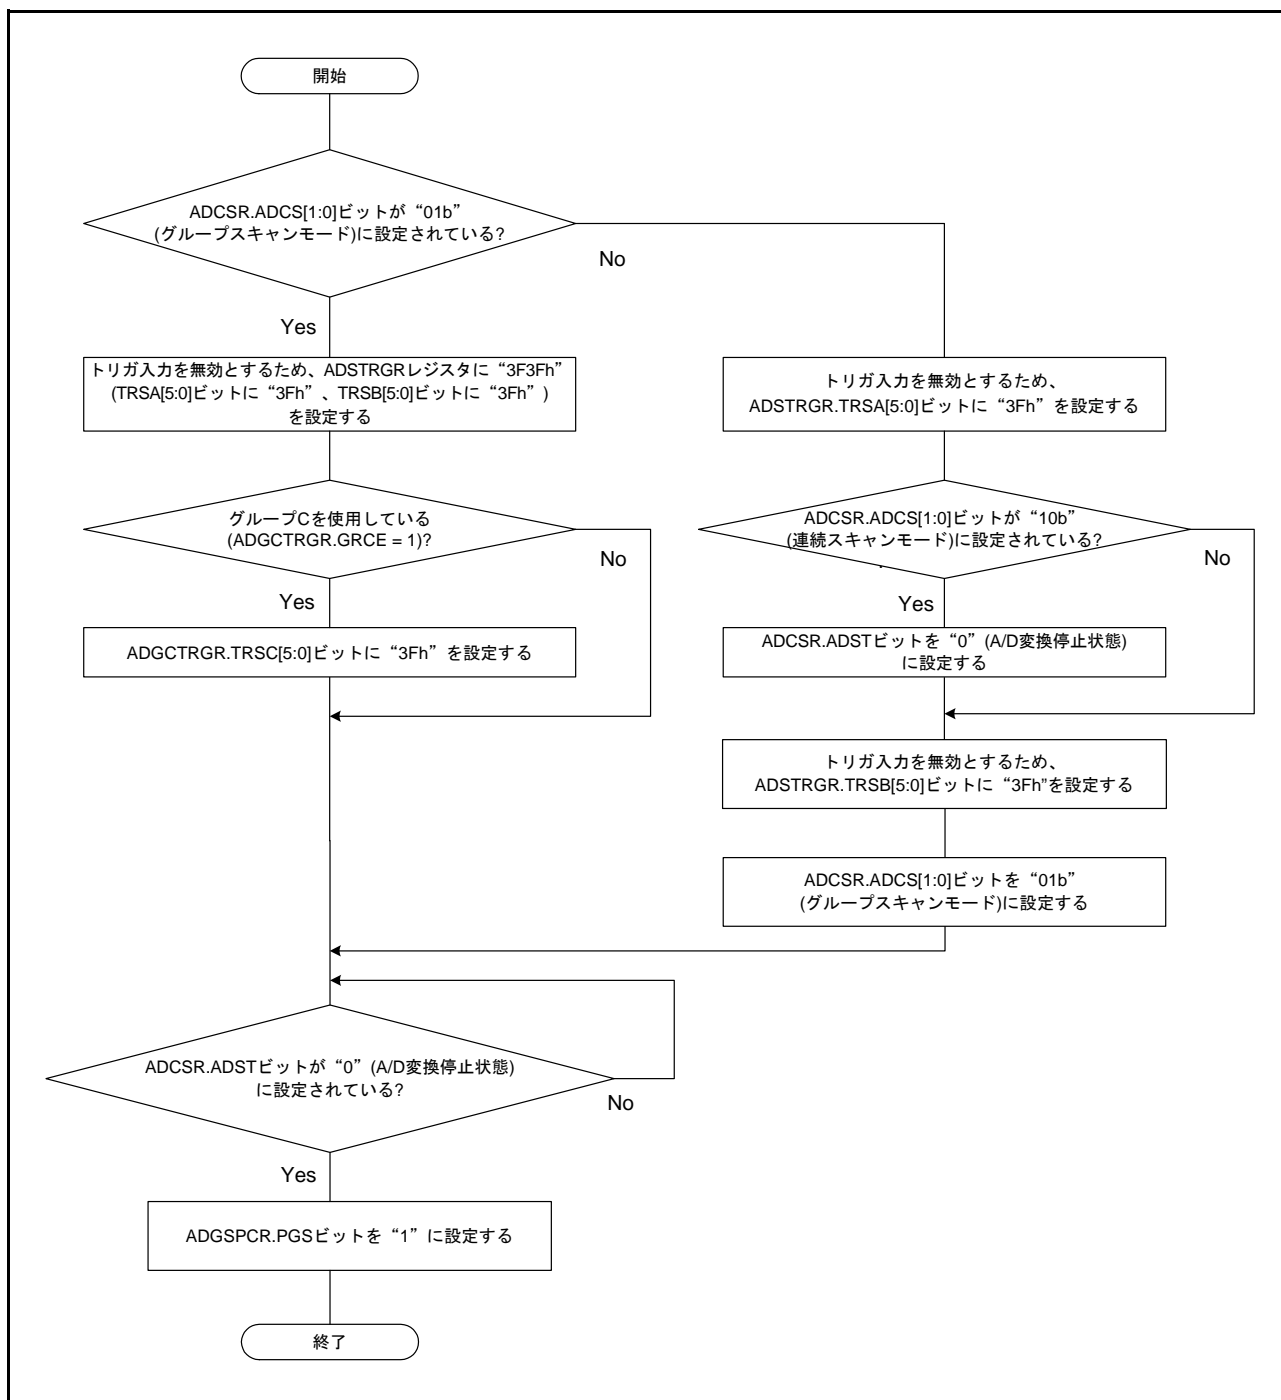 開始
ADCSR.ADCS[1:0]ビットが“01b”
(グループスキャンモード)に設定されている?
No
Yes
トリガ入力を無効とするため、ADSTRGRレジスタに“3F3Fh”
(TRSA[5:0]ビットに“3Fh”、TRSB[5:0]ビットに“3Fh”)
を設定する
トリガ入力を無効とするため、
ADSTRGR.TRSA[5:0]ビットに“3Fh”を設定する
グループCを使用している
(ADGCTRGR.GRCE = 1)?
No
Yes
ADCSR.ADCS[1:0]ビットが“10b”
(連続スキャンモード)に設定されている?
No
Yes
ADGCTRGR.TRSC[5:0]ビットに“3Fh”を設定する
ADCSR.ADSTビットを“0”(A/D変換停止状態)
に設定する
トリガ入力を無効とするため、
ADSTRGR.TRSB[5:0]ビットに“3Fh”を設定する
ADCSR.ADCS[1:0]ビットを“01b”
(グループスキャンモード)に設定する
ADCSR.ADSTビットが“0”(A/D変換停止状態)
に設定されている?
No
Yes
ADGSPCR.PGSビットを“1”に設定する
終了